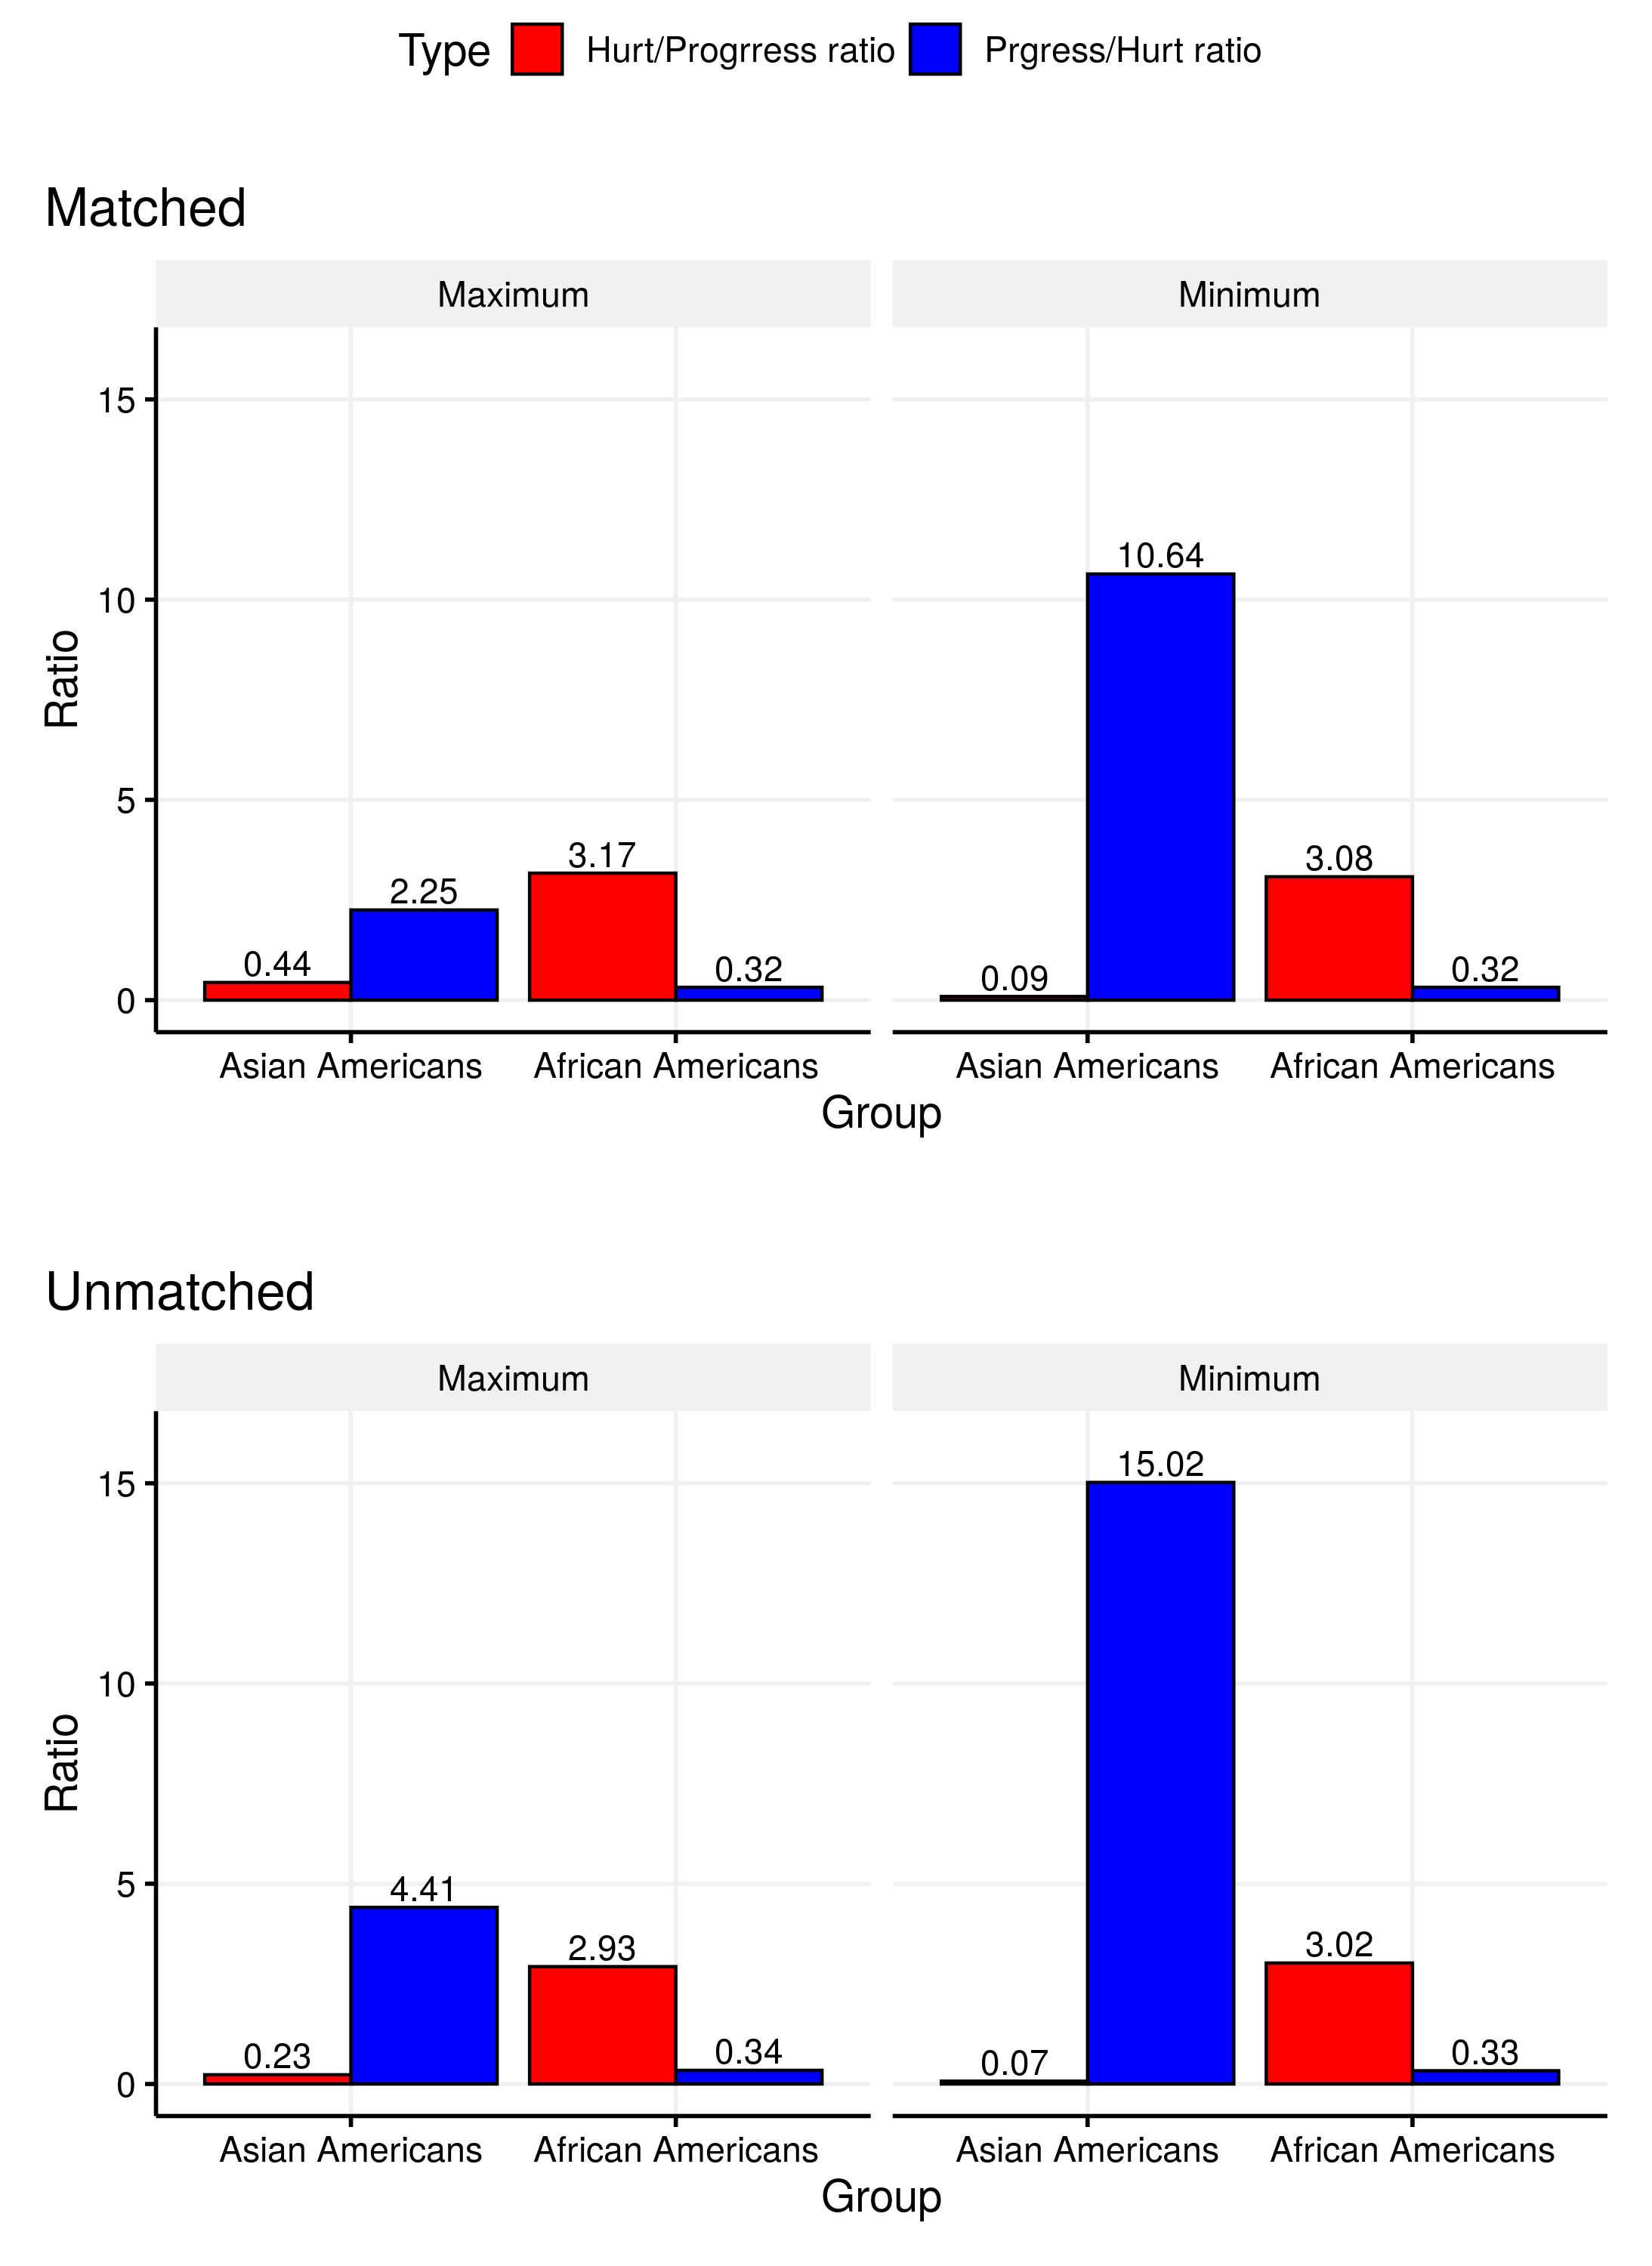 Type Hurt/Progrress ratio Prgress/Hurt ratio
Matched
Maximum Minimum
15
10
5
0
Ratio
0.44 2.25 3.17 0.32
0.09 10.64 3.08 0.32
Asian Americans African Americans Asian Americans African Americans
Group
Unmatched
Maximum Minimum
15
10
5
0
Ratio
0.23 4.41 2.93 0.34
0.07 15.02 3.02 0.33
Asian Americans African Americans Asian Americans African Americans
Group